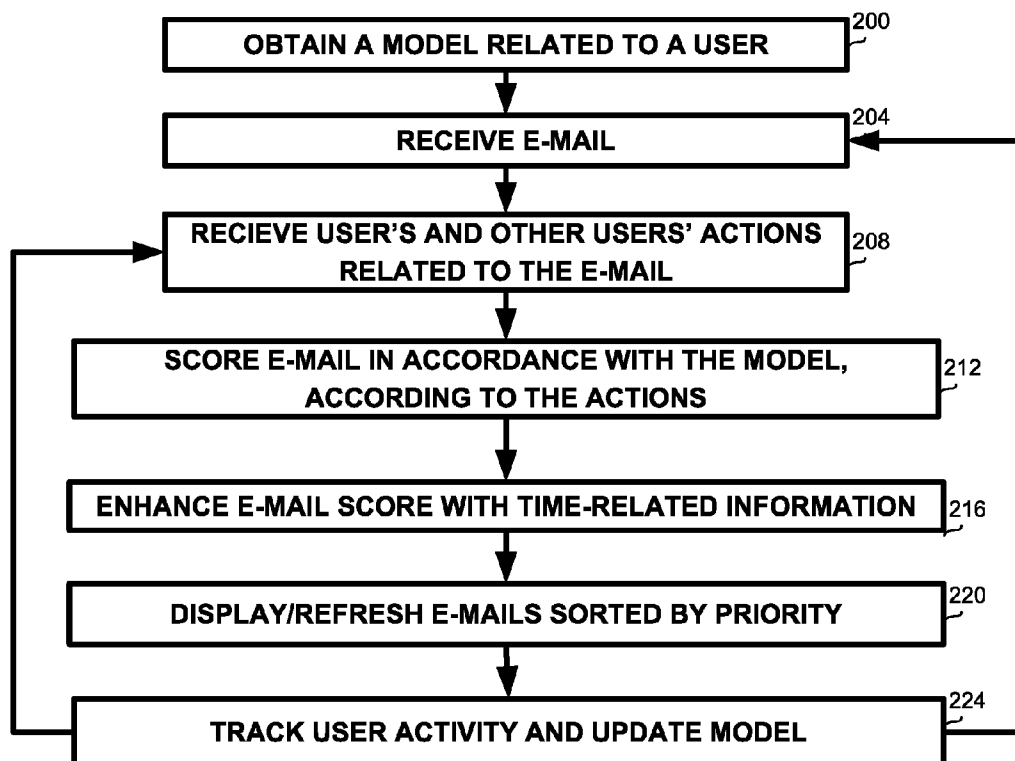 200
OBTAIN A MODEL RELATED TO A USER
204
RECEIVE E-MAIL
RECIEVE USER’S AND OTHER USERS’ ACTIONS
RELATED TO THE E-MAIL
208
SCORE E-MAIL IN ACCORDANCE WITH THE MODEL,
ACCORDING TO THE ACTIONS
212
ENHANCE E-MAIL SCORE WITH TIME-RELATED INFORMATION
216
DISPLAY/REFRESH E-MAILS SORTED BY PRIORITY
220
TRACK USER ACTIVITY AND UPDATE MODEL
224